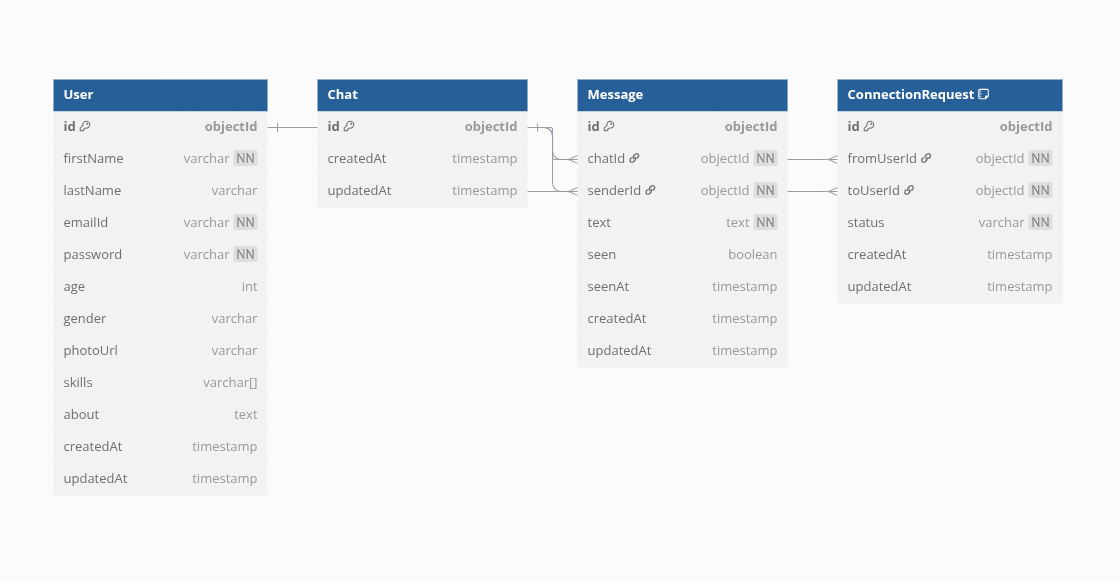 User
id objectId
firstName varchar NN
lastName varchar
emailId varchar NN
password varchar NN
age int
gender varchar
photoUrl varchar
skills varchar[]
about text
createdAt timestamp
updatedAt timestamp
Chat
id objectId
createdAt timestamp
updatedAt timestamp
Message
id objectId
chatId objectId NN
senderId objectId NN
text text NN
seen boolean
seenAt timestamp
createdAt timestamp
updatedAt timestamp
ConnectionRequest
id objectId
fromUserId objectId NN
toUserId objectId NN
status varchar NN
createdAt timestamp
updatedAt timestamp